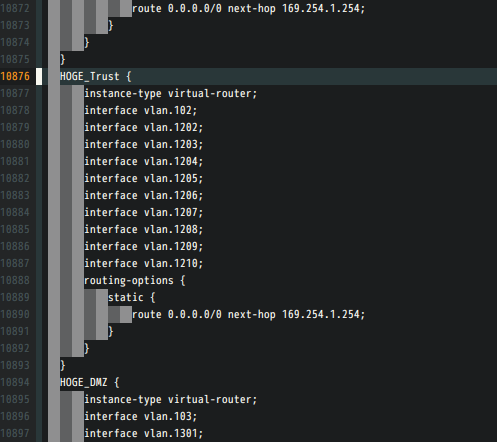 10872 route 0.0.0.0/0 next-hop 169.254.1.254;
10873 }
10874 }
10875 }
10876 HOGE_Trust {
10877 instance-type virtual-router;
10878 interface vlan.102;
10879 interface vlan.1202;
10880 interface vlan.1203;
10881 interface vlan.1204;
10882 interface vlan.1205;
10883 interface vlan.1206;
10884 interface vlan.1207;
10885 interface vlan.1208;
10886 interface vlan.1209;
10887 interface vlan.1210;
10888 routing-options {
10889 static {
10890 route 0.0.0.0/0 next-hop 169.254.1.254;
10891 }
10892 }
10893 }
10894 HOGE_DMZ {
10895 instance-type virtual-router;
10896 interface vlan.103;
10897 interface vlan.1301;